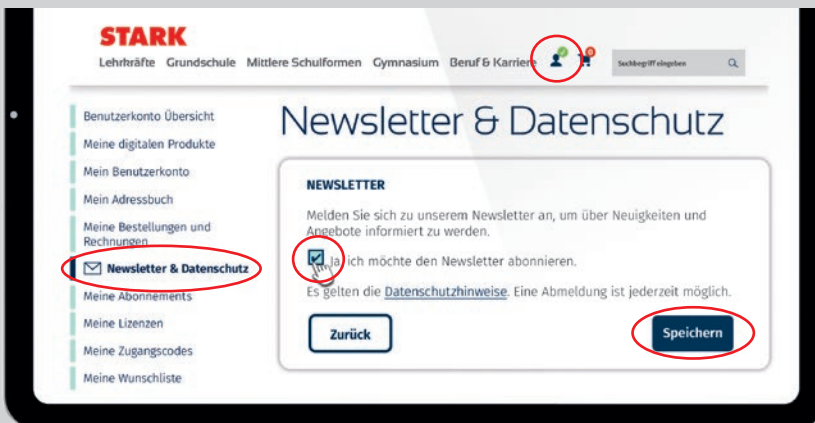 STARK
Lehrkräfte Grundschule Mittlere Schulformen Gymnasium Beruf & Karriere
Suchbegriff eingeben
Benutzerkonto Übersicht
Meine digitalen Produkte
Mein Benutzerkonto
Mein Adressbuch
Meine Bestellungen und
Rechnungen
Newsletter & Datenschutz
Meine Abonnements
Meine Lizenzen
Meine Zugangscodes
Meine Wunschliste
Newsletter & Datenschutz
NEWSLETTER
Melden Sie sich zu unserem Newsletter an, um über Neuigkeiten und
Angebote informiert zu werden.
Ja, ich möchte den Newsletter abonnieren.
Es gelten die Datenschutzhinweise. Eine Abmeldung ist jederzeit möglich.
Zurück
Speichern